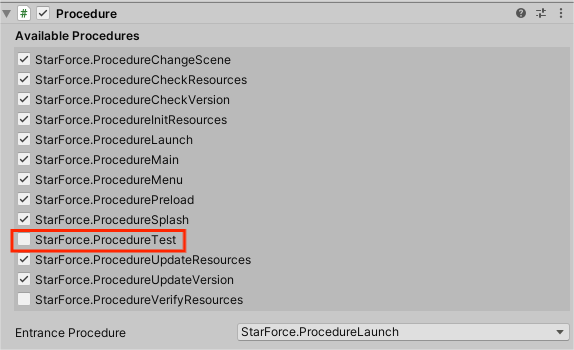 Procedure
Available Procedures
StarForce.ProcedureChangeScene
StarForce.ProcedureCheckResources
StarForce.ProcedureCheckVersion
StarForce.ProcedureInitResources
StarForce.ProcedureLaunch
StarForce.ProcedureMain
StarForce.ProcedureMenu
StarForce.ProcedurePreload
StarForce.ProcedureSplash
StarForce.ProcedureTest
StarForce.ProcedureUpdateResources
StarForce.ProcedureUpdateVersion
StarForce.ProcedureVerifyResources
Entrance Procedure StarForce.ProcedureLaunch